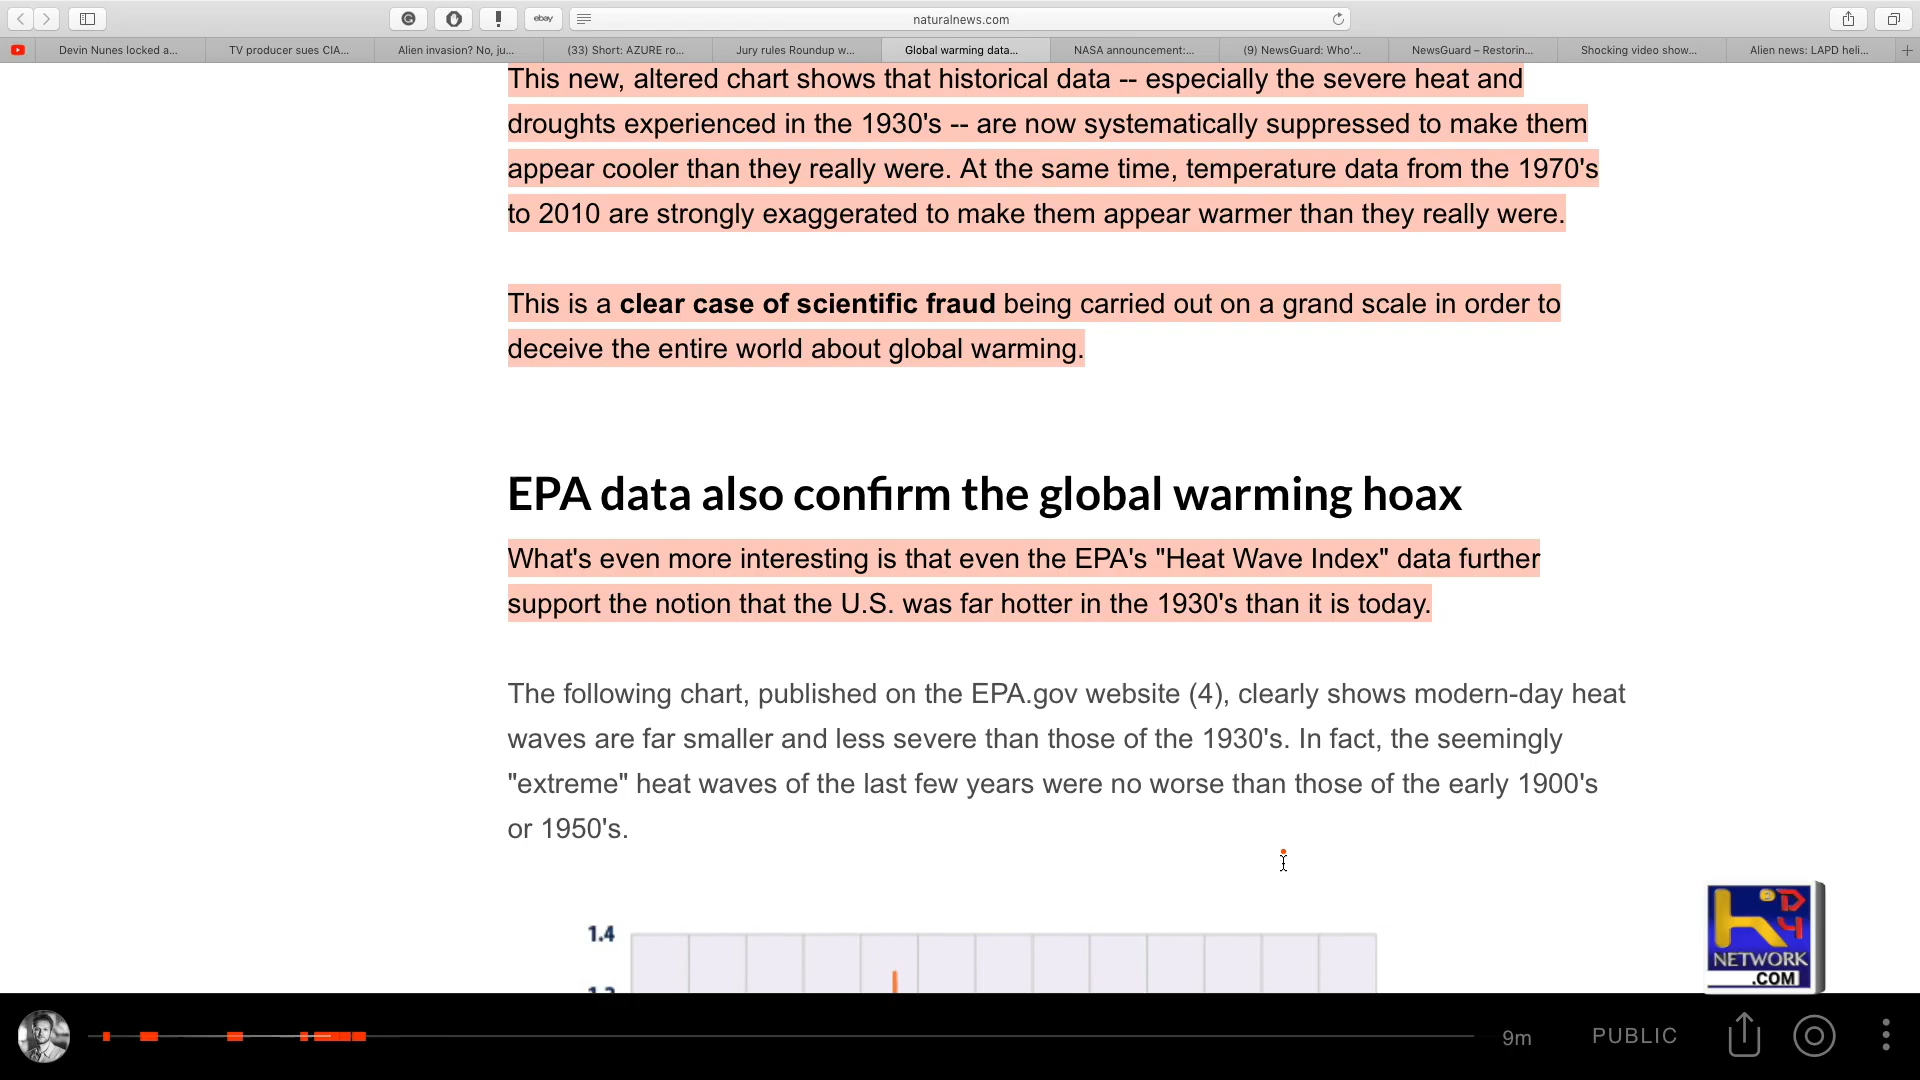 ebay
naturalnews.com
Devin Nunes locked a...
TV producer sues CIA...
Alien invasion? No, ju...
(33) Short: AZURE ro...
Jury rules Roundup w...
Global warming data...
NASA announcement:...
(9) NewsGuard: Who'...
NewsGuard – Restorin...
Shocking video show...
Alien news: LAPD heli...
This new, altered chart shows that historical data -- especially the severe heat and
droughts experienced in the 1930's -- are now systematically suppressed to make them
appear cooler than they really were. At the same time, temperature data from the 1970's
to 2010 are strongly exaggerated to make them appear warmer than they really were.
This is a clear case of scientific fraud being carried out on a grand scale in order to
deceive the entire world about global warming.
EPA data also confirm the global warming hoax
What's even more interesting is that even the EPA's "Heat Wave Index" data further
support the notion that the U.S. was far hotter in the 1930's than it is today.
The following chart, published on the EPA.gov website (4), clearly shows modern-day heat
waves are far smaller and less severe than those of the 1930's. In fact, the seemingly
"extreme" heat waves of the last few years were no worse than those of the early 1900's
or 1950's.
1.4
NETWORK
.COM
9m
PUBLIC